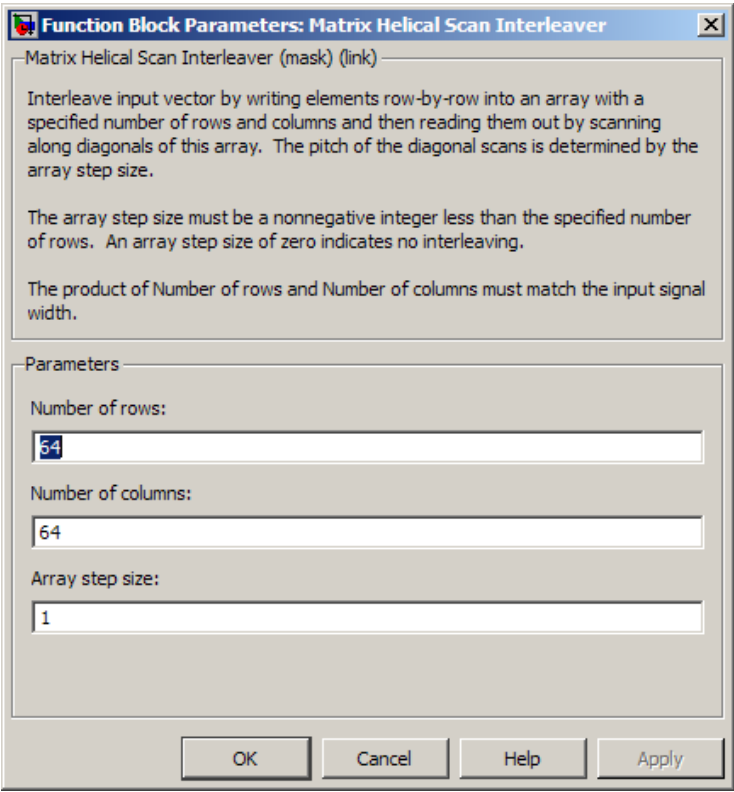 Function Block Parameters: Matrix Helical Scan Interleaver
Matrix Helical Scan Interleaver (mask) (link)
Interleave input vector by writing elements row-by-row into an array with a
specified number of rows and columns and then reading them out by scanning
along diagonals of this array.  The pitch of the diagonal scans is determined by the
array step size.
The array step size must be a nonnegative integer less than the specified number
of rows.  An array step size of zero indicates no interleaving.
The product of Number of rows and Number of columns must match the input signal
width.
Parameters
Number of rows:
64
Number of columns:
64
Array step size:
1
OK Cancel Help Apply